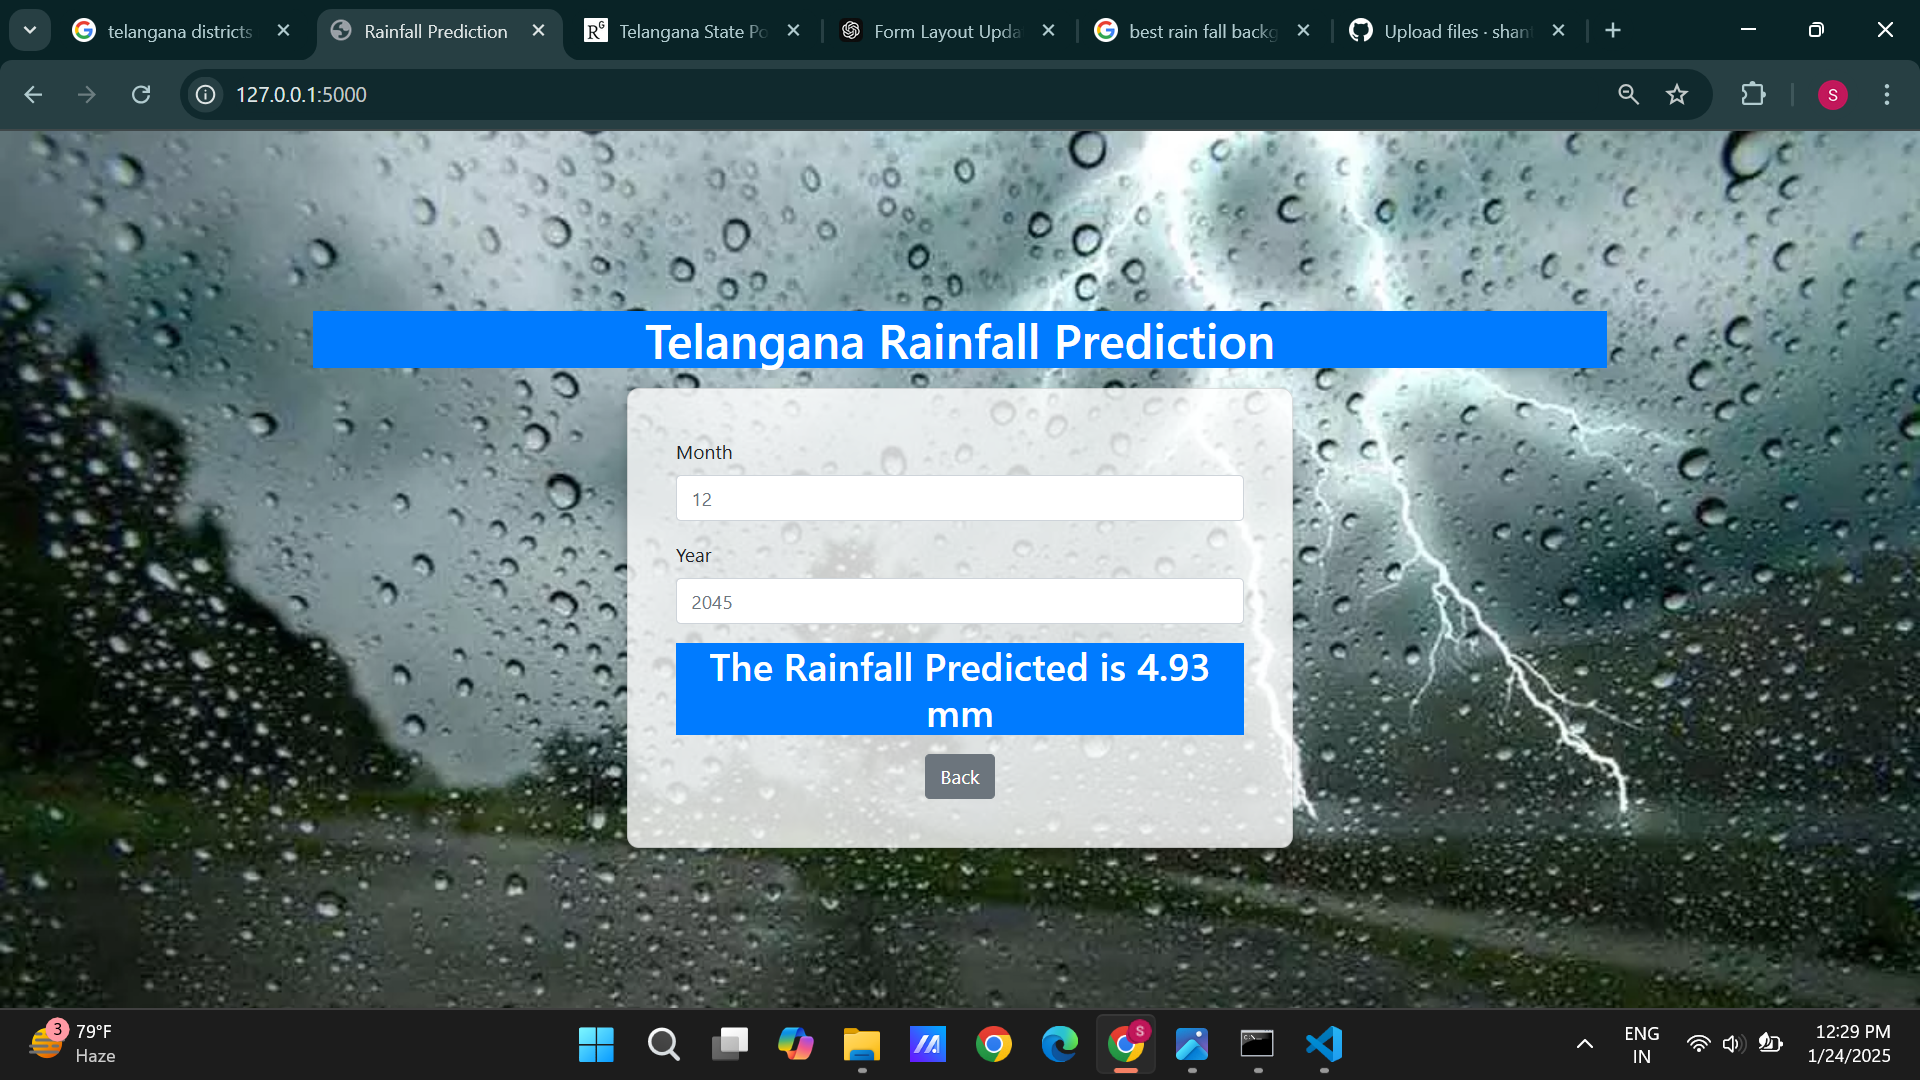 telangana districts
Rainfall Prediction
Telangana State Po
Form Layout Upda
best rain fall backg
Upload files · shan
127.0.0.1:5000
S
Telangana Rainfall Prediction
Month
12
Year
2045
The Rainfall Predicted is 4.93
mm
Back
3
79°F
Haze
S
ENG
IN
12:29 PM
1/24/2025